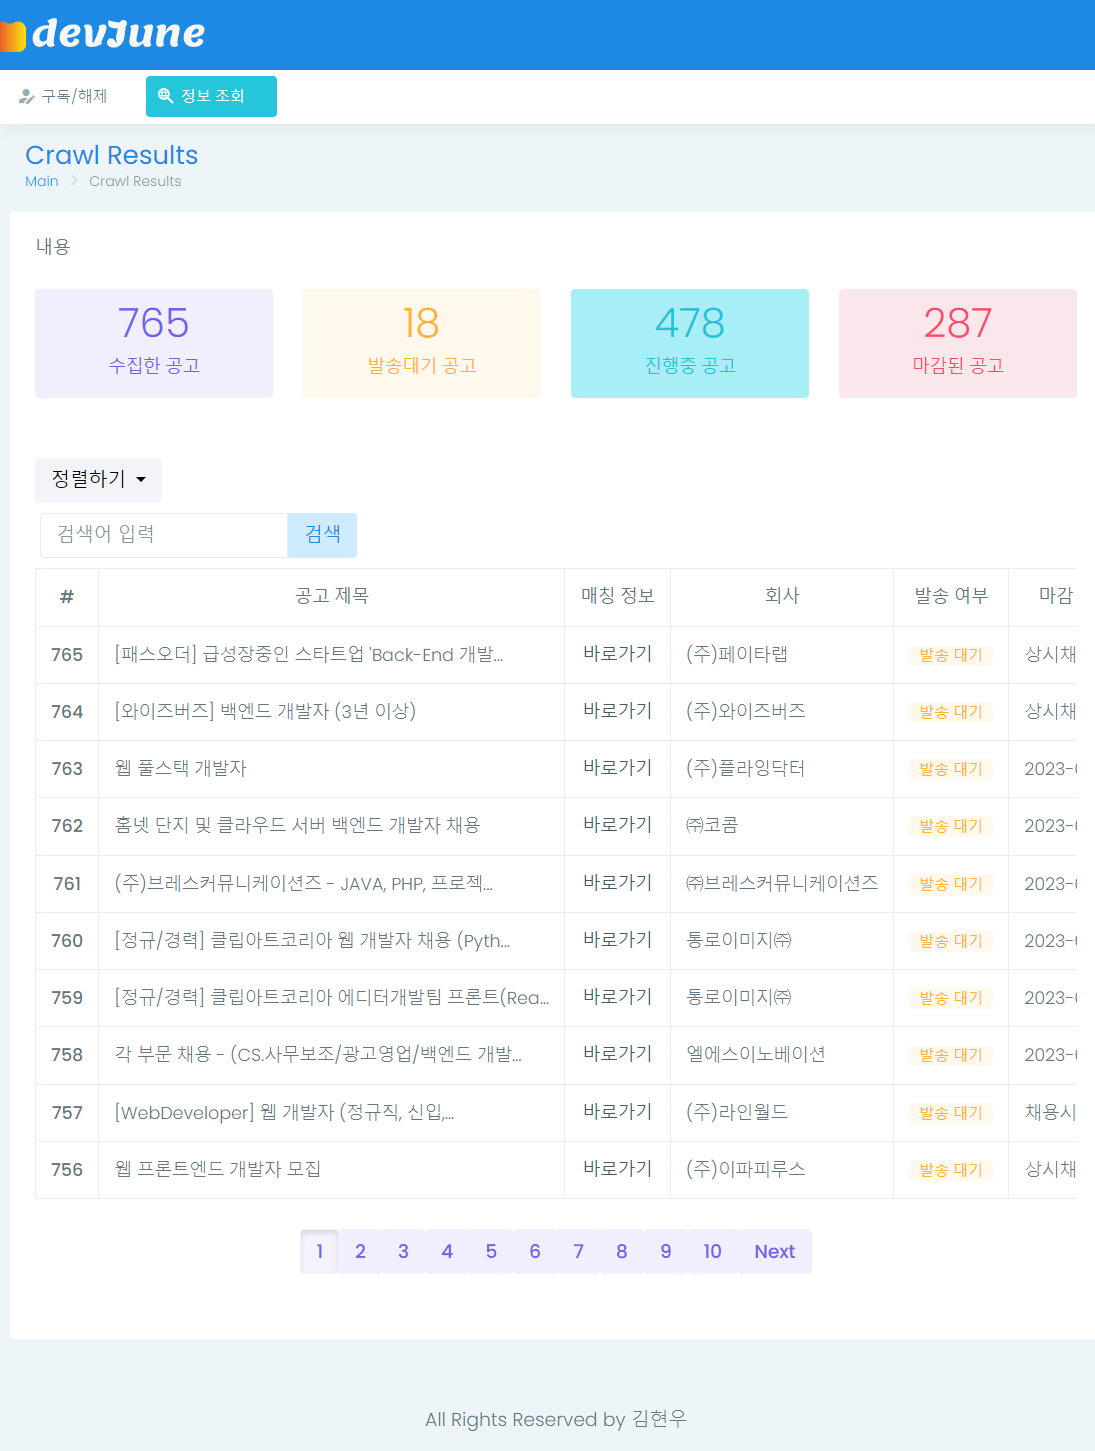 devJune
구독/해제 정보 조회
Crawl Results
Main > Crawl Results
내용
765 18 478 287
수집한 공고 발송대기 공고 진행중 공고 마감된 공고
정렬하기
검색어 입력 검색
# 공고 제목 매칭 정보 회사 발송 여부 마감
765 [패스오더] 급성장중인 스타트업 'Back-End 개발... 바로가기 (주)페이타랩 발송 대기 상시채
764 [와이즈버즈] 백엔드 개발자 (3년 이상) 바로가기 (주)와이즈버즈 발송 대기 상시채
763 웹 풀스택 개발자 바로가기 (주)플라잉닥터 발송 대기 2023-
762 홈넷 단지 및 클라우드 서버 백엔드 개발자 채용 바로가기 ㈜코콤 발송 대기 2023-
761 (주)브레스커뮤니케이션즈 - JAVA, PHP, 프로젝... 바로가기 ㈜브레스커뮤니케이션즈 발송 대기 2023-
760 [정규/경력] 클립아트코리아 웹 개발자 채용 (Pyth... 바로가기 통로이미지㈜ 발송 대기 2023-
759 [정규/경력] 클립아트코리아 에디터개발팀 프론트(Rea... 바로가기 통로이미지㈜ 발송 대기 2023-
758 각 부문 채용 - (CS.사무보조/광고영업/백엔드 개발... 바로가기 엘에스이노베이션 발송 대기 2023-
757 [WebDeveloper] 웹 개발자 (정규직, 신입,... 바로가기 (주)라인월드 발송 대기 채용시
756 웹 프론트엔드 개발자 모집 바로가기 (주)이파피루스 발송 대기 상시채
1 2 3 4 5 6 7 8 9 10 Next
All Rights Reserved by 김현우